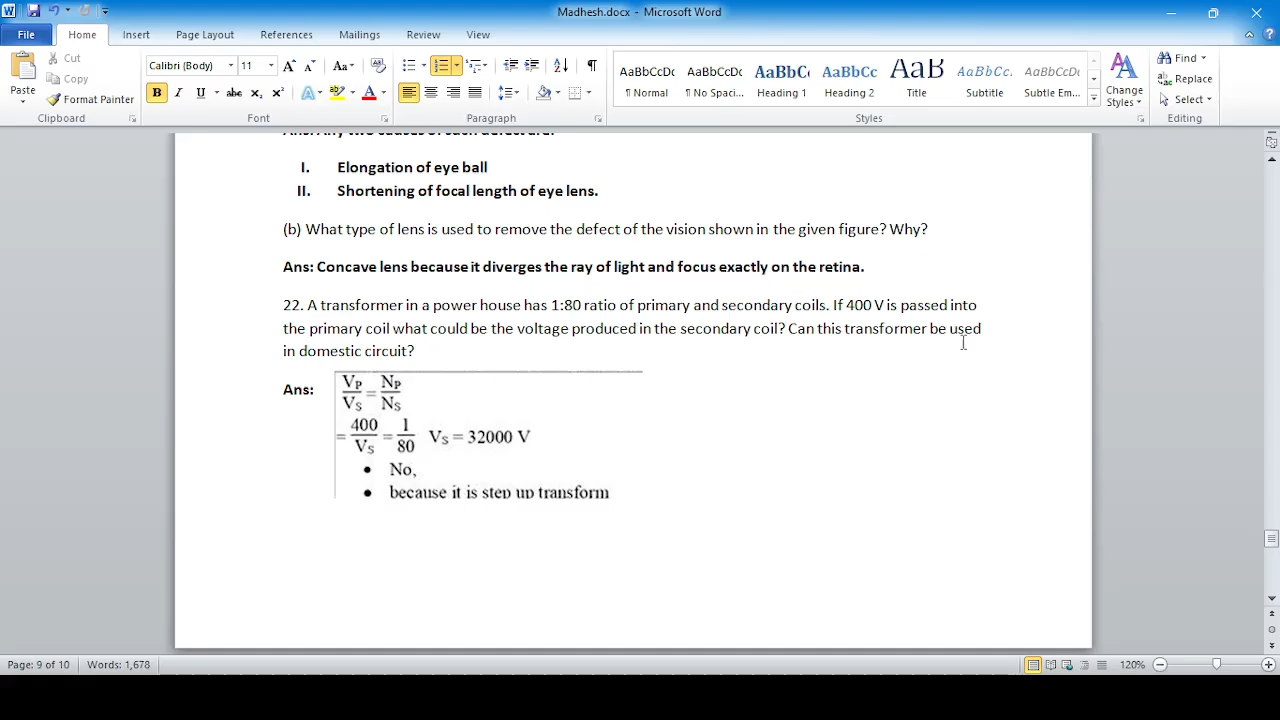 Madhesh.docx - Microsoft Word
File Home Insert Page Layout References Mailings Review View
Paste
Cut
Copy
Format Painter
Clipboard
Calibri (Body) 11
Font
Paragraph
AaBbCcDc AaBbCcDc AaBbC AaBbCc AaB AaBbCc. AaBbCcDc
¶ Normal ¶ No Spaci... Heading 1 Heading 2 Title Subtitle Subtle Em...
Change Styles
Styles
Find
Replace
Select
Editing
I. Elongation of eye ball
II. Shortening of focal length of eye lens.
(b) What type of lens is used to remove the defect of the vision shown in the given figure? Why?
Ans: Concave lens because it diverges the ray of light and focus exactly on the retina.
22. A transformer in a power house has 1:80 ratio of primary and secondary coils. If 400 V is passed into
the primary coil what could be the voltage produced in the secondary coil? Can this transformer be used
in domestic circuit?
Ans:
VP/VS = NP/NS
= 400/VS = 1/80 VS = 32000 V
• No,
• because it is step up transform
Page: 9 of 10 Words: 1,678 120%